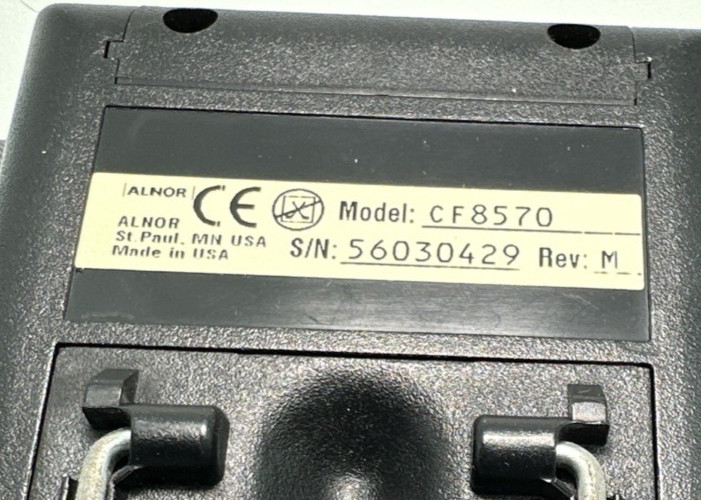 ALNOR CE Model: CF8570
ALNOR
St. Paul, MN USA
Made in USA
S/N: 56030429 Rev: M